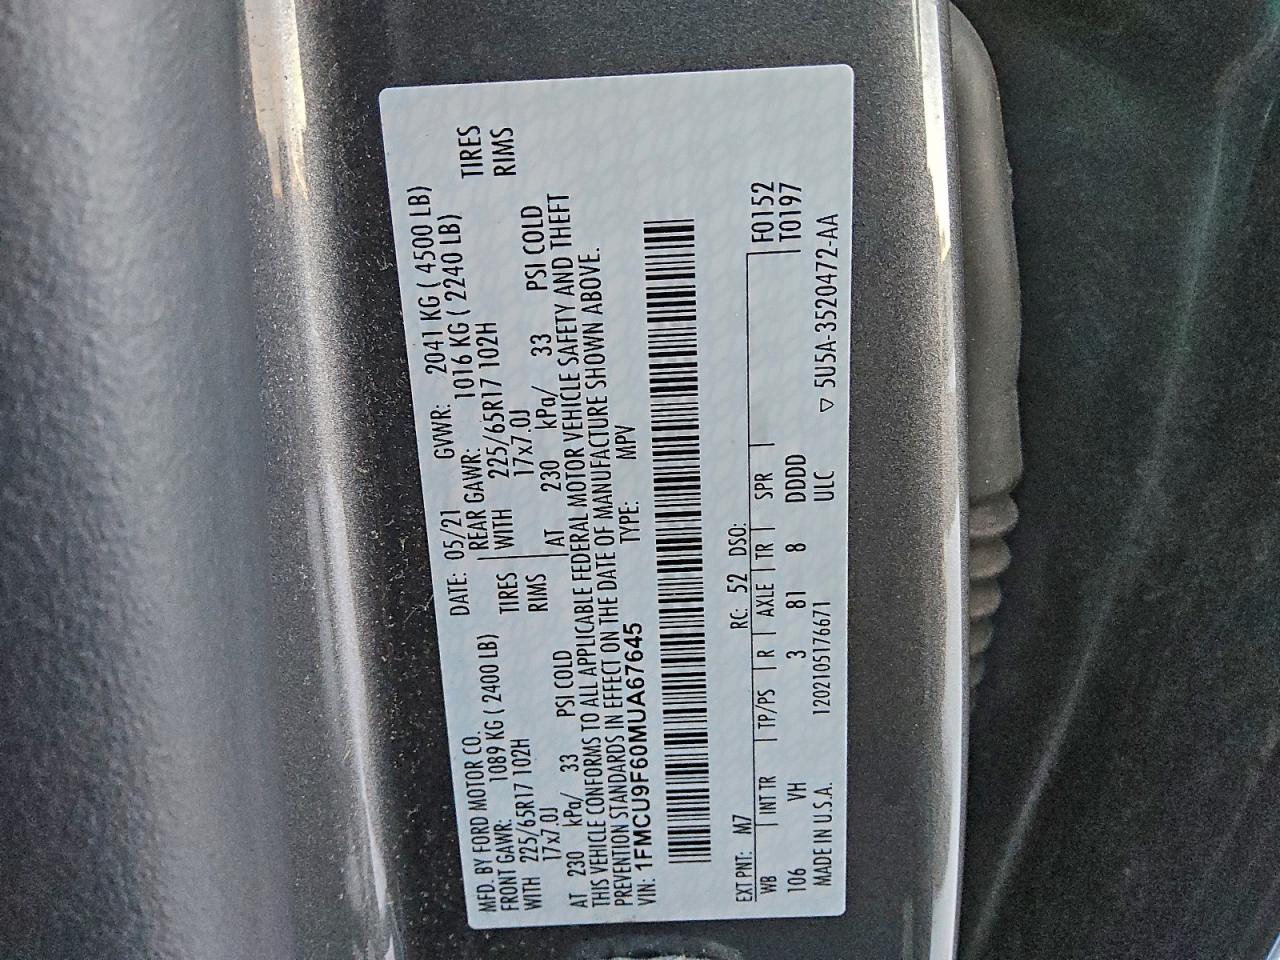 MFD. BY FORD MOTOR CO.
DATE: 05/21 GVWR: 2041 KG ( 4500 LB)
FRONT GAWR: 1089 KG ( 2400 LB) REAR GAWR: 1016 KG ( 2240 LB)
WITH 225/65R17 102H TIRES WITH 225/65R17 102H TIRES
17x7.0J RIMS 17x7.0J RIMS
AT 230 kPa/ 33 PSI COLD AT 230 kPa/ 33 PSI COLD
THIS VEHICLE CONFORMS TO ALL APPLICABLE FEDERAL MOTOR VEHICLE SAFETY AND THEFT
PREVENTION STANDARDS IN EFFECT ON THE DATE OF MANUFACTURE SHOWN ABOVE.
VIN: 1FMCU9F60MUA67645 TYPE: MPV
EXT PNT: M7 RC: 52 DSO:
WB INT TR TP/PS R AXLE TR SPR F0152
106 VH 3 81 8 DDDD T0197
MADE IN U.S.A. 1202105176671 ULC ▽ 5U5A-3520472-AA